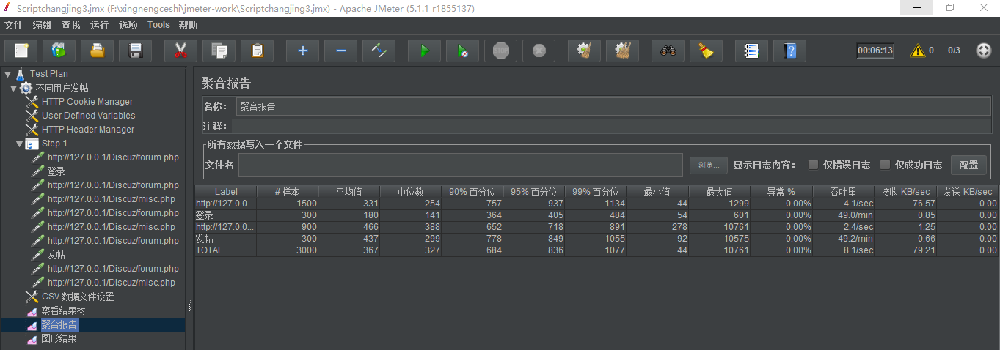 Scriptchangjing3.jmx (F:\xingnengceshi\jmeter-work\Scriptchangjing3.jmx) - Apache JMeter (5.1.1 r1855137)
文件 编辑 查找 运行 选项 Tools 帮助
STOP 00:06:13 0 0/3
Test Plan
不同用户发帖
HTTP Cookie Manager
User Defined Variables
HTTP Header Manager
Step 1
http://127.0.0.1/Discuz/forum.php
登录
http://127.0.0.1/Discuz/forum.php
http://127.0.0.1/Discuz/misc.php
http://127.0.0.1/Discuz/forum.php
http://127.0.0.1/Discuz/misc.php
http://127.0.0.1/Discuz/forum.php
发帖
http://127.0.0.1/Discuz/forum.php
http://127.0.0.1/Discuz/misc.php
CSV 数据文件设置
察看结果树
聚合报告
图形结果
聚合报告
名称： 聚合报告
注释：
所有数据写入一个文件
文件名 浏览... 显示日志内容： 仅错误日志 仅成功日志 配置
Label # 样本 平均值 中位数 90% 百分位 95% 百分位 99% 百分位 最小值 最大值 异常 % 吞吐量 接收 KB/sec 发送 KB/sec
http://127.0.0... 1500 331 254 757 937 1134 44 1299 0.00% 4.1/sec 76.57 0.00
登录 300 180 141 364 405 484 54 601 0.00% 49.0/min 0.85 0.00
http://127.0.0... 900 466 388 652 718 891 278 10761 0.00% 2.4/sec 1.25 0.00
发帖 300 437 299 778 849 1055 92 10575 0.00% 49.2/min 0.66 0.00
TOTAL 3000 367 327 684 836 1077 44 10761 0.00% 8.1/sec 79.21 0.00